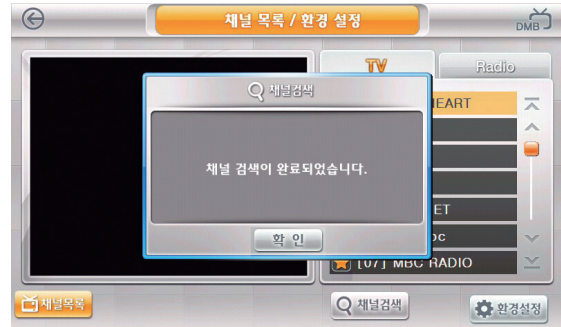 채널 목록 / 환경 설정
DMB
TV
Radio
채널검색
EART
채널 검색이 완료되었습니다.
ET
oc
확 인
[07] MBC RADIO
채널목록
채널검색
환경설정